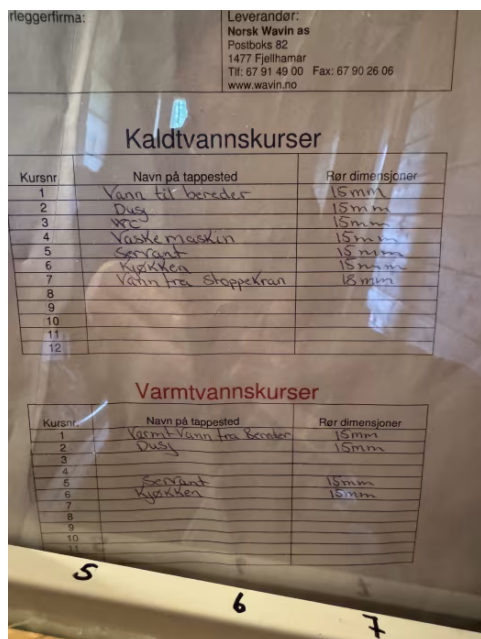 rleggerfirma:
Leverandør:
Norsk Wavin as
Postboks 82
1477 Fjellhamar
Tlf: 67 91 49 00 Fax: 67 90 26 06
www.wavin.no
Kaldtvannskurser
Kursnr Navn på tappested Rør dimensjoner
1 Vann til bereder 15mm
2 Dusj 15mm
3 WC 15mm
4 Vaskemaskin 15mm
5 Servant 15mm
6 Kjøkken 15mm
7 Vann fra stoppekran 18mm
8
9
10
11
12
Varmtvannskurser
Kursnr. Navn på tappested Rør dimensjoner
1 Varmt Vann fra Bereder 15mm
2 Dusj 15mm
3
4
5 Servant 15mm
6 Kjøkken 15mm
7
8
9
10
11
5 6 7